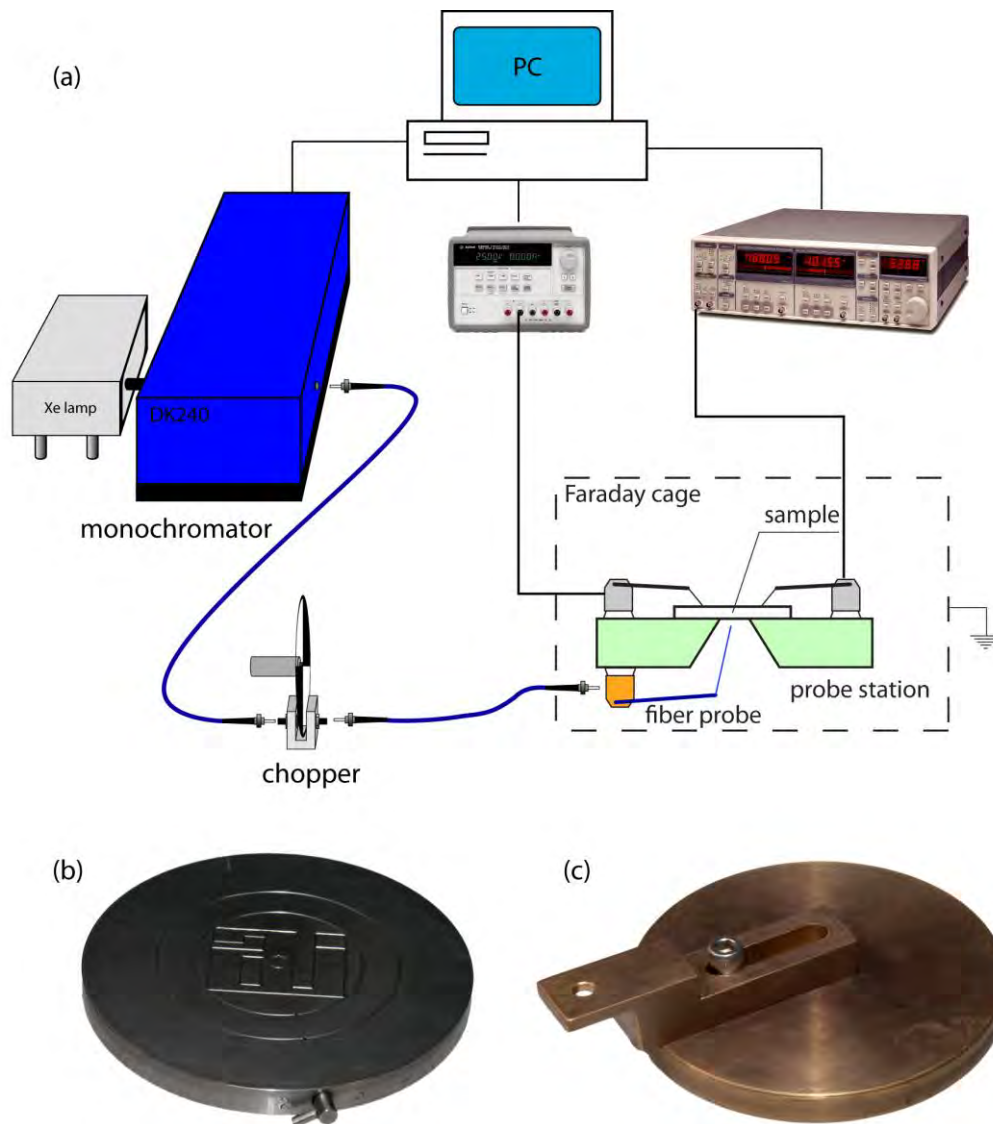 (a)
PC
Xe lamp
DK240
monochromator
Faraday cage
sample
probe station
fiber probe
chopper
(b)
(c)